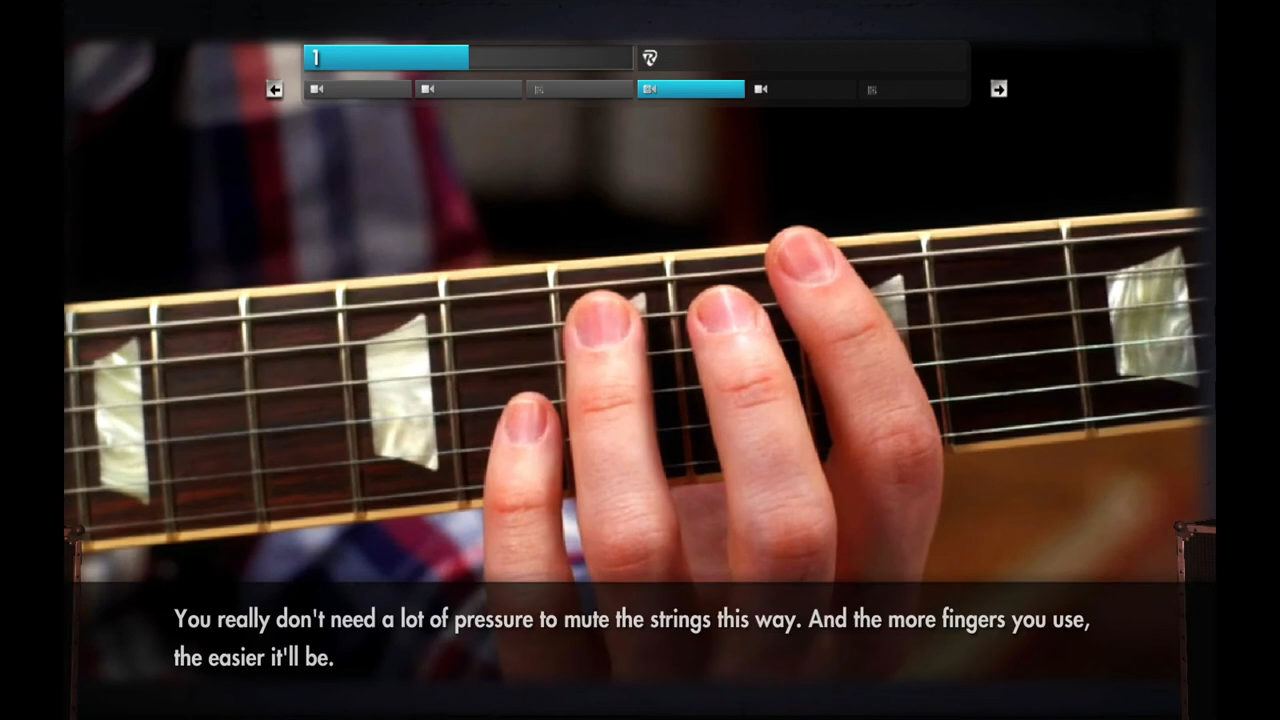 1
You really don't need a lot of pressure to mute the strings this way. And the more fingers you use,
the easier it'll be.